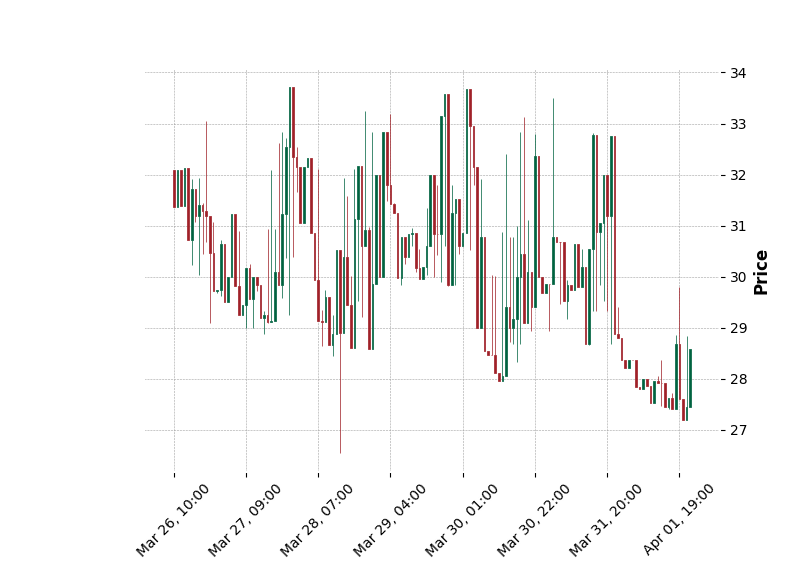 34
33
32
31
30
29
28
27
Price
Mar 26, 10:00
Mar 27, 09:00
Mar 28, 07:00
Mar 29, 04:00
Mar 30, 01:00
Mar 30, 22:00
Mar 31, 20:00
Apr 01, 19:00